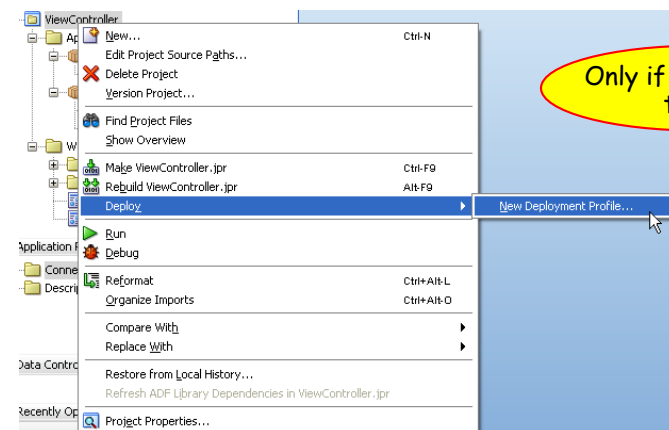 ViewController
New... Ctrl-N
Edit Project Source Paths...
Delete Project
Version Project...
Find Project Files
Show Overview
Make ViewController.jpr Ctrl-F9
Rebuild ViewController.jpr Alt-F9
Deploy New Deployment Profile...
Run
Debug
Reformat Ctrl+Alt-L
Organize Imports Ctrl+Alt-O
Compare With
Replace With
Restore from Local History...
Refresh ADF Library Dependencies in ViewController.jpr
Project Properties...
Only if
Application
Conne
Descri
Data Contro
Recently Op